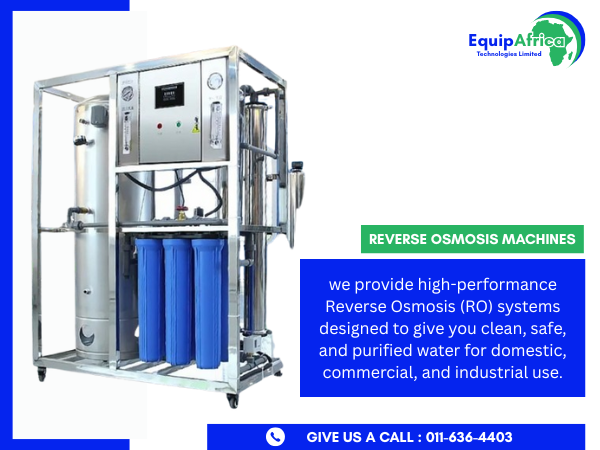 EquipAfrica
Technologies Limited
REVERSE OSMOSIS MACHINES
we provide high-performance
Reverse Osmosis (RO) systems
designed to give you clean, safe,
and purified water for domestic,
commercial, and industrial use.
GIVE US A CALL : 011-636-4403